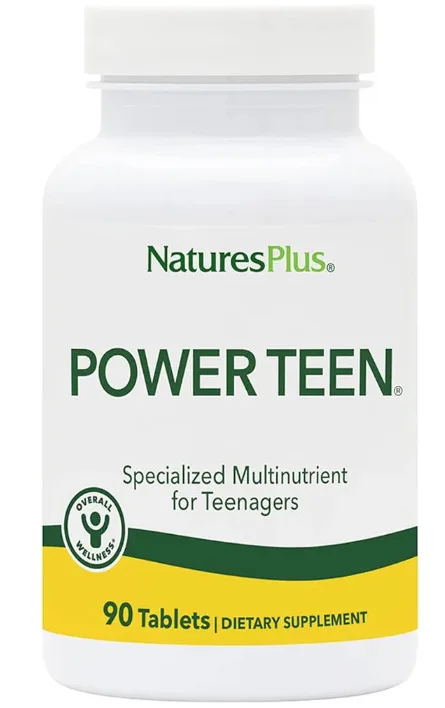 NaturesPlus®
POWER TEEN®
Specialized Multinutrient
for Teenagers
OVERALL
WELLNESS®
90 Tablets | DIETARY SUPPLEMENT